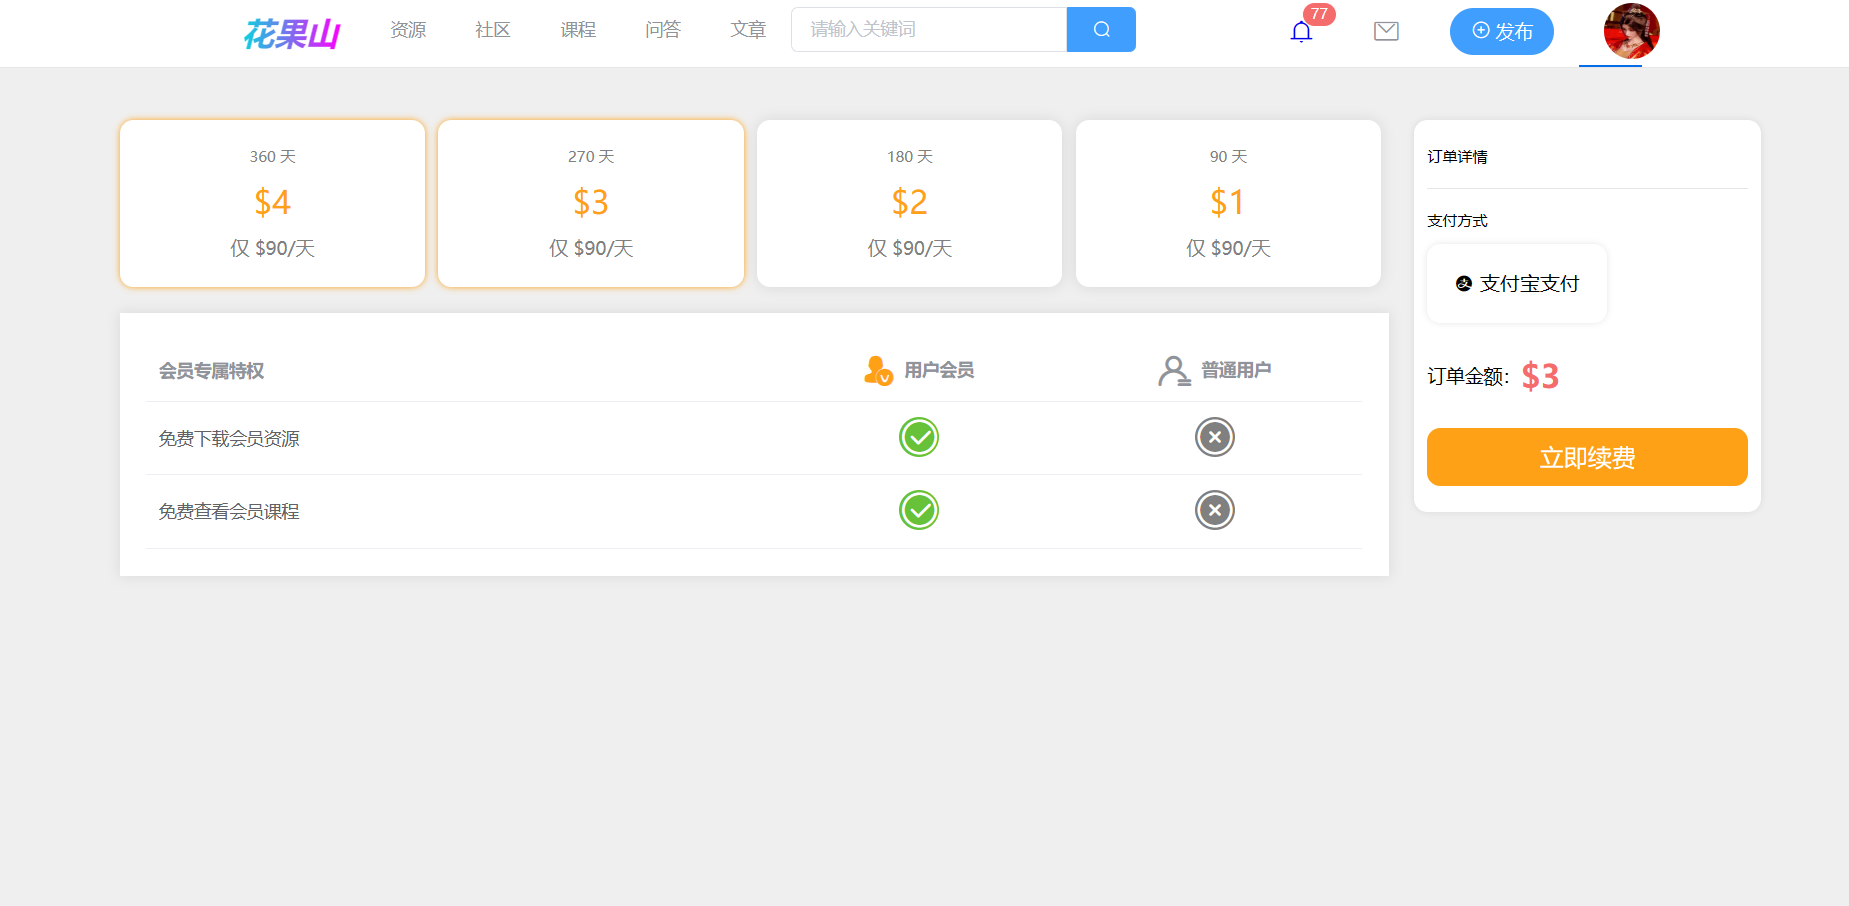 花果山 资源 社区 课程 问答 文章 请输入关键词 77 发布
360 天
$4
仅 $90/天
270 天
$3
仅 $90/天
180 天
$2
仅 $90/天
90 天
$1
仅 $90/天
会员专属特权 用户会员 普通用户
免费下载会员资源
免费查看会员课程
订单详情
支付方式
支付宝支付
订单金额: $3
立即续费